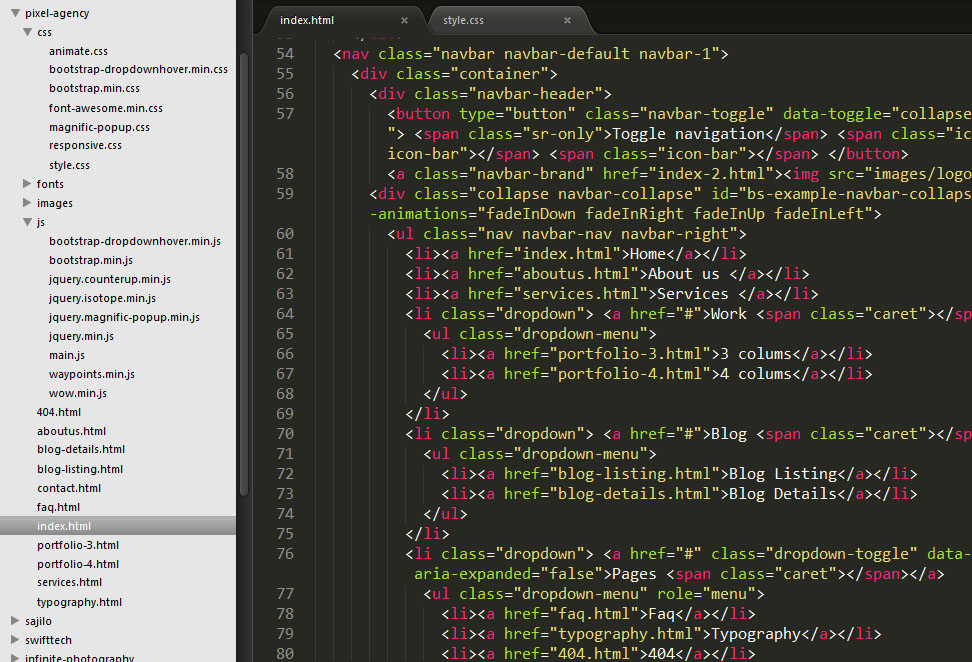 pixel-agency
css
animate.css
bootstrap-dropdownhover.min.css
bootstrap.min.css
font-awesome.min.css
magnific-popup.css
responsive.css
style.css
fonts
images
js
bootstrap-dropdownhover.min.js
bootstrap.min.js
jquery.counterup.min.js
jquery.isotope.min.js
jquery.magnific-popup.min.js
jquery.min.js
main.js
waypoints.min.js
wow.min.js
404.html
aboutus.html
blog-details.html
blog-listing.html
contact.html
faq.html
index.html
portfolio-3.html
portfolio-4.html
services.html
typography.html
sajilo
swifttech
infinite-photography
index.html × style.css ×
54 <nav class="navbar navbar-default navbar-1">
55 <div class="container">
56 <div class="navbar-header">
57 <button type="button" class="navbar-toggle" data-toggle="collapse
"> <span class="sr-only">Toggle navigation</span> <span class="ic
icon-bar"></span> <span class="icon-bar"></span> </button>
58 <a class="navbar-brand" href="index-2.html"><img src="images/logo
59 <div class="collapse navbar-collapse" id="bs-example-navbar-collaps
-animations="fadeInDown fadeInRight fadeInUp fadeInLeft">
60 <ul class="nav navbar-nav navbar-right">
61 <li><a href="index.html">Home</a></li>
62 <li><a href="aboutus.html">About us </a></li>
63 <li><a href="services.html">Services </a></li>
64 <li class="dropdown"> <a href="#">Work <span class="caret"></sp
65 <ul class="dropdown-menu">
66 <li><a href="portfolio-3.html">3 colums</a></li>
67 <li><a href="portfolio-4.html">4 colums</a></li>
68 </ul>
69 </li>
70 <li class="dropdown"> <a href="#">Blog <span class="caret"></sp
71 <ul class="dropdown-menu">
72 <li><a href="blog-listing.html">Blog Listing</a></li>
73 <li><a href="blog-details.html">Blog Details</a></li>
74 </ul>
75 </li>
76 <li class="dropdown"> <a href="#" class="dropdown-toggle" data-
aria-expanded="false">Pages <span class="caret"></span></a>
77 <ul class="dropdown-menu" role="menu">
78 <li><a href="faq.html">Faq</a></li>
79 <li><a href="typography.html">Typography</a></li>
80 <li><a href="404.html">404</a></li>